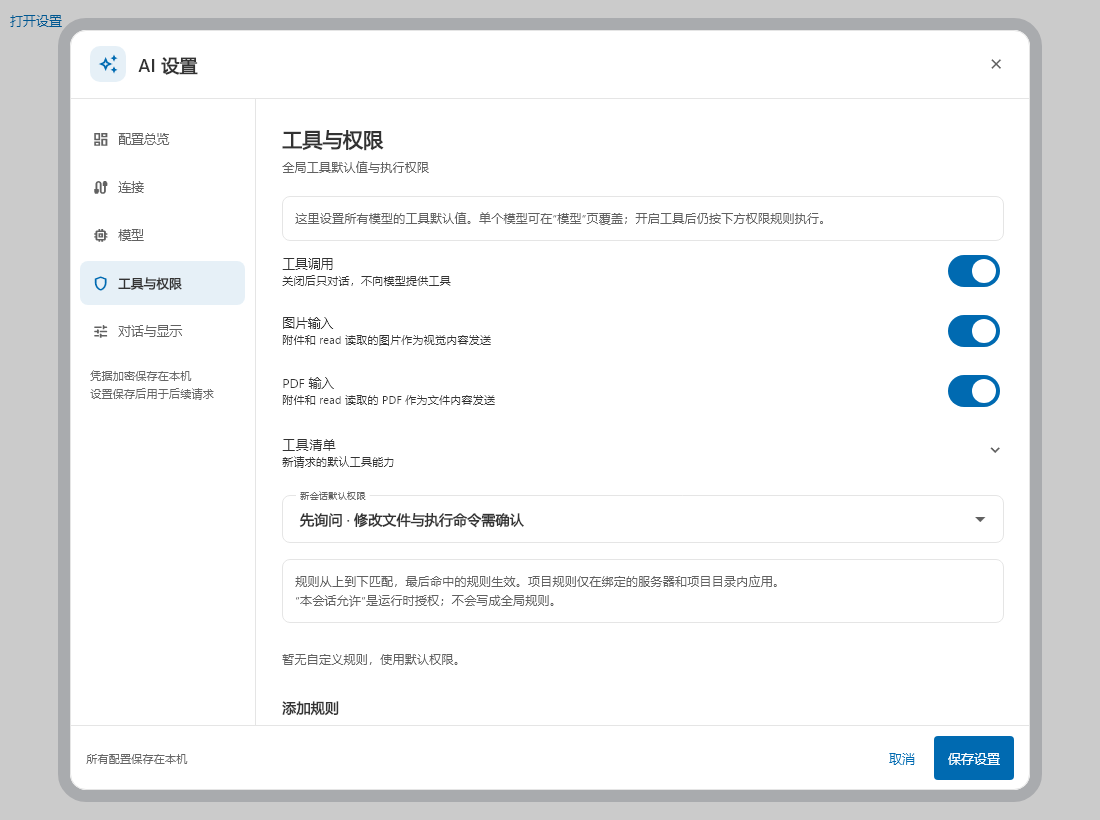 打开设置
AI 设置
配置总览
连接
模型
工具与权限
对话与显示
凭据加密保存在本机
设置保存后用于后续请求
工具与权限
全局工具默认值与执行权限
这里设置所有模型的工具默认值。单个模型可在“模型”页覆盖；开启工具后仍按下方权限规则执行。
工具调用
关闭后只对话，不向模型提供工具
图片输入
附件和 read 读取的图片作为视觉内容发送
PDF 输入
附件和 read 读取的 PDF 作为文件内容发送
工具清单
新请求的默认工具能力
新会话默认权限
先询问 · 修改文件与执行命令需确认
规则从上到下匹配，最后命中的规则生效。项目规则仅在绑定的服务器和项目目录内应用。
“本会话允许”是运行时授权；不会写成全局规则。
暂无自定义规则，使用默认权限。
添加规则
所有配置保存在本机
取消
保存设置